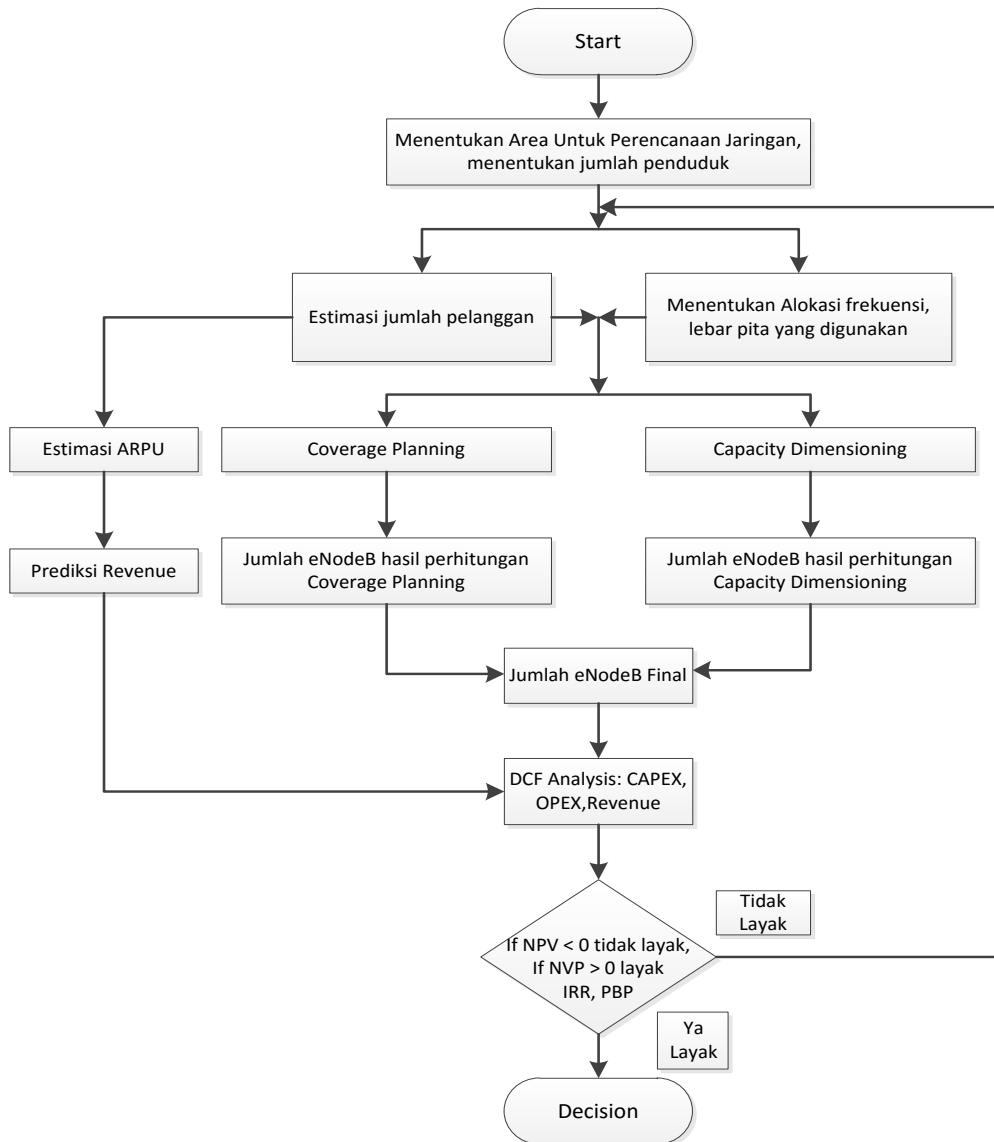 Start
Menentukan Area Untuk Perencanaan Jaringan,
menentukan jumlah penduduk
Estimasi jumlah pelanggan
Menentukan Alokasi frekuensi,
lebar pita yang digunakan
Estimasi ARPU
Coverage Planning
Capacity Dimensioning
Prediksi Revenue
Jumlah eNodeB hasil perhitungan
Coverage Planning
Jumlah eNodeB hasil perhitungan
Capacity Dimensioning
Jumlah eNodeB Final
DCF Analysis: CAPEX,
OPEX,Revenue
If NPV < 0 tidak layak,
If NVP > 0 layak
IRR, PBP
Tidak
Layak
Ya
Layak
Decision